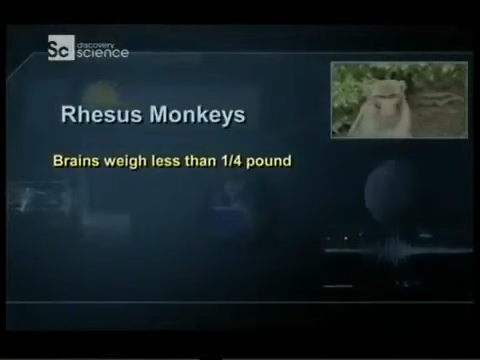 Sc discovery
science
Rhesus Monkeys
Brains weigh less than 1/4 pound